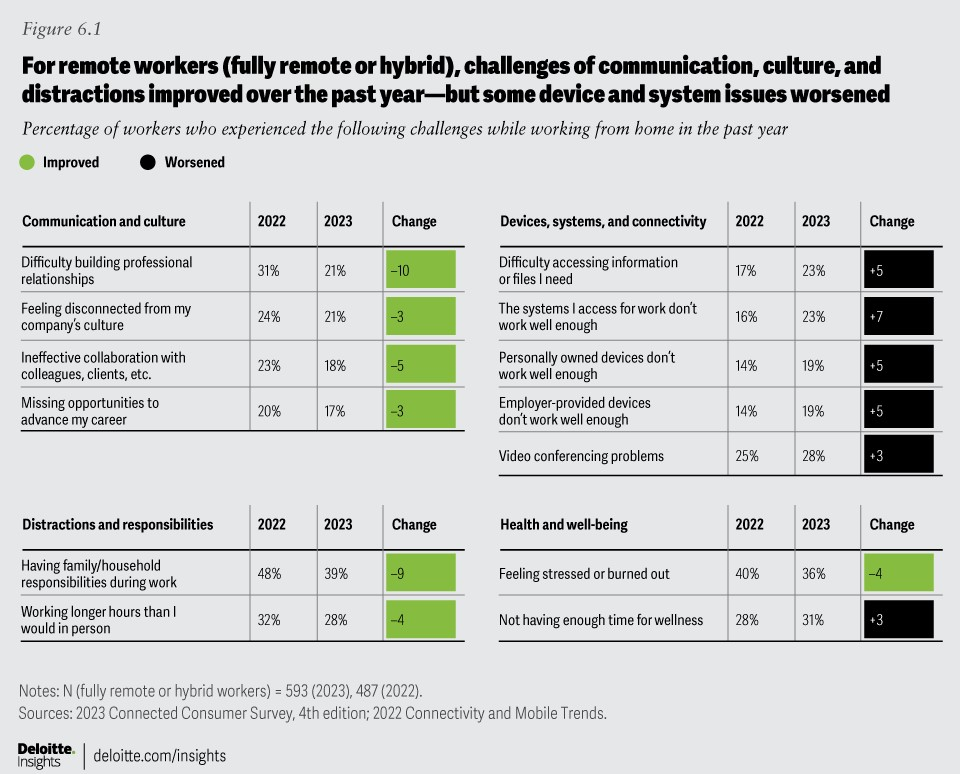 Figure 6.1
For remote workers (fully remote or hybrid), challenges of communication, culture, and
distractions improved over the past year—but some device and system issues worsened
Percentage of workers who experienced the following challenges while working from home in the past year
Improved Worsened
Communication and culture 2022 2023 Change
Difficulty building professional
relationships 31% 21% –10
Feeling disconnected from my
company's culture 24% 21% –3
Ineffective collaboration with
colleagues, clients, etc. 23% 18% –5
Missing opportunities to
advance my career 20% 17% –3
Devices, systems, and connectivity 2022 2023 Change
Difficulty accessing information
or files I need 17% 23% +5
The systems I access for work don't
work well enough 16% 23% +7
Personally owned devices don't
work well enough 14% 19% +5
Employer-provided devices
don't work well enough 14% 19% +5
Video conferencing problems 25% 28% +3
Distractions and responsibilities 2022 2023 Change
Having family/household
responsibilities during work 48% 39% –9
Working longer hours than I
would in person 32% 28% –4
Health and well-being 2022 2023 Change
Feeling stressed or burned out 40% 36% –4
Not having enough time for wellness 28% 31% +3
Notes: N (fully remote or hybrid workers) = 593 (2023), 487 (2022).
Sources: 2023 Connected Consumer Survey, 4th edition; 2022 Connectivity and Mobile Trends.
Deloitte.
Insights
deloitte.com/insights